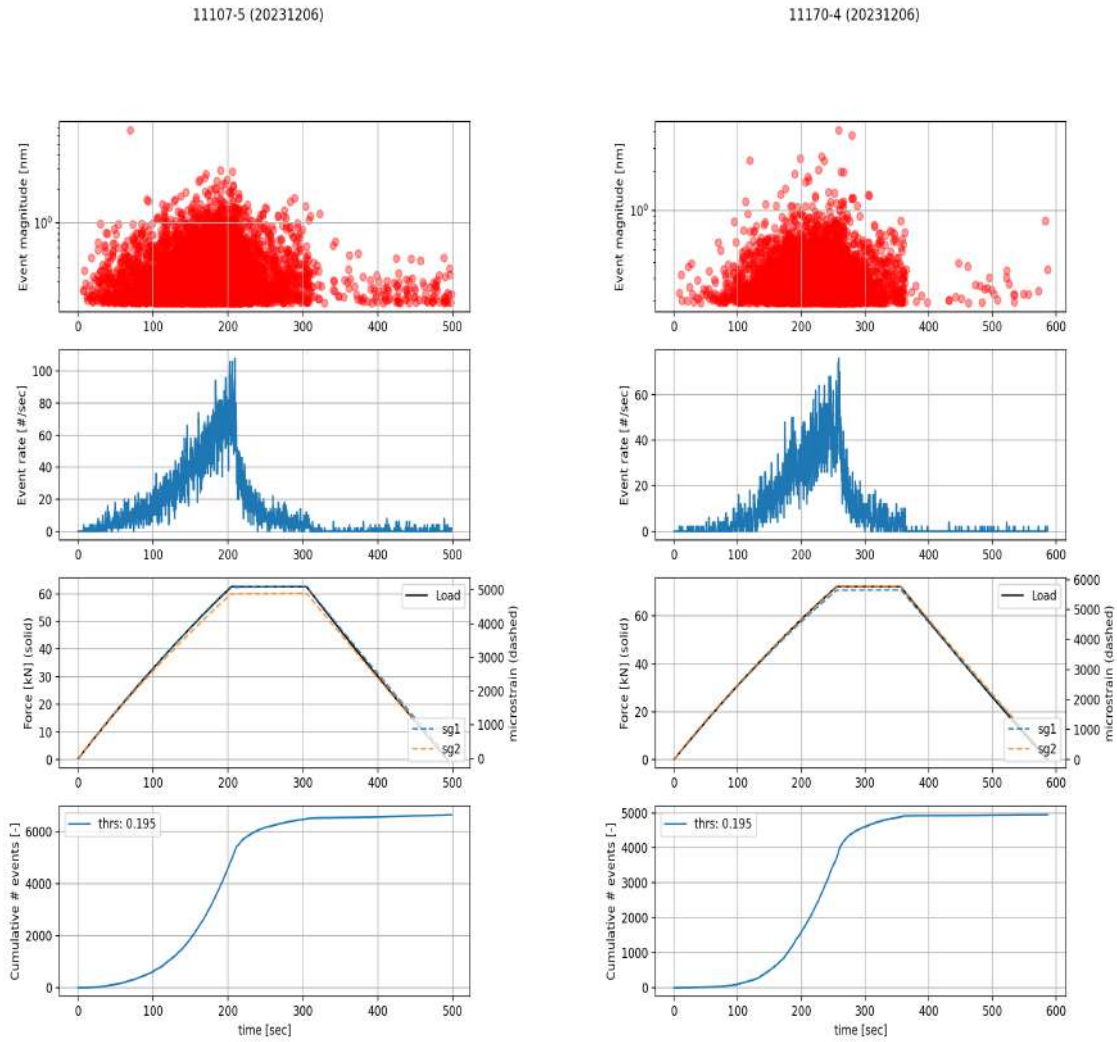 11107-5 (20231206)
Event magnitude [nm]
10⁰
0 100 200 300 400 500
Event rate [#/sec]
100
80
60
40
20
0
0 100 200 300 400 500
Force [kN] (solid)
60
50
40
30
20
10
0
Load
sg1
sg2
5000
4000
3000
2000
1000
0
microstrain (dashed)
0 100 200 300 400 500
Cumulative # events [-]
6000
4000
2000
0
thrs: 0.195
0 100 200 300 400 500
time [sec]
11170-4 (20231206)
Event magnitude [nm]
10⁰
0 100 200 300 400 500 600
Event rate [#/sec]
60
40
20
0
0 100 200 300 400 500 600
Force [kN] (solid)
60
40
20
0
Load
sg1
sg2
6000
5000
4000
3000
2000
1000
0
microstrain (dashed)
0 100 200 300 400 500 600
Cumulative # events [-]
5000
4000
3000
2000
1000
0
thrs: 0.195
0 100 200 300 400 500 600
time [sec]